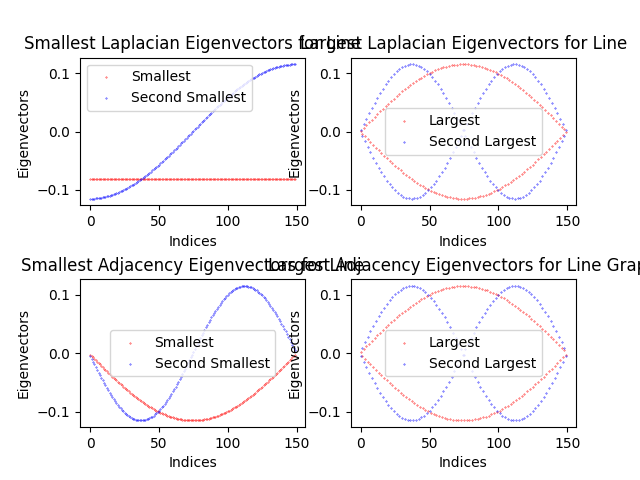 Smallest Laplacian Eigenvectors for Line
Largest Laplacian Eigenvectors for Line
0.1
0.0
−0.1
Eigenvectors
Smallest
Second Smallest
0
50
100
150
Indices
0.1
0.0
−0.1
Eigenvectors
Largest
Second Largest
0
50
100
150
Indices
Smallest Adjacency Eigenvectors for Line
Largest Adjacency Eigenvectors for Line Grap
0.1
0.0
−0.1
Eigenvectors
Smallest
Second Smallest
0
50
100
150
Indices
0.1
0.0
−0.1
Eigenvectors
Largest
Second Largest
0
50
100
150
Indices